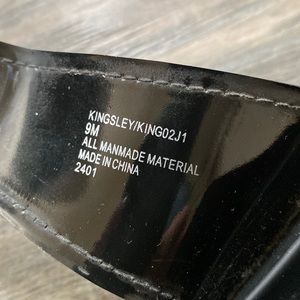 KINGSLEY/KING02J1
9M
ALL MANMADE MATERIAL
MADE IN CHINA
2401